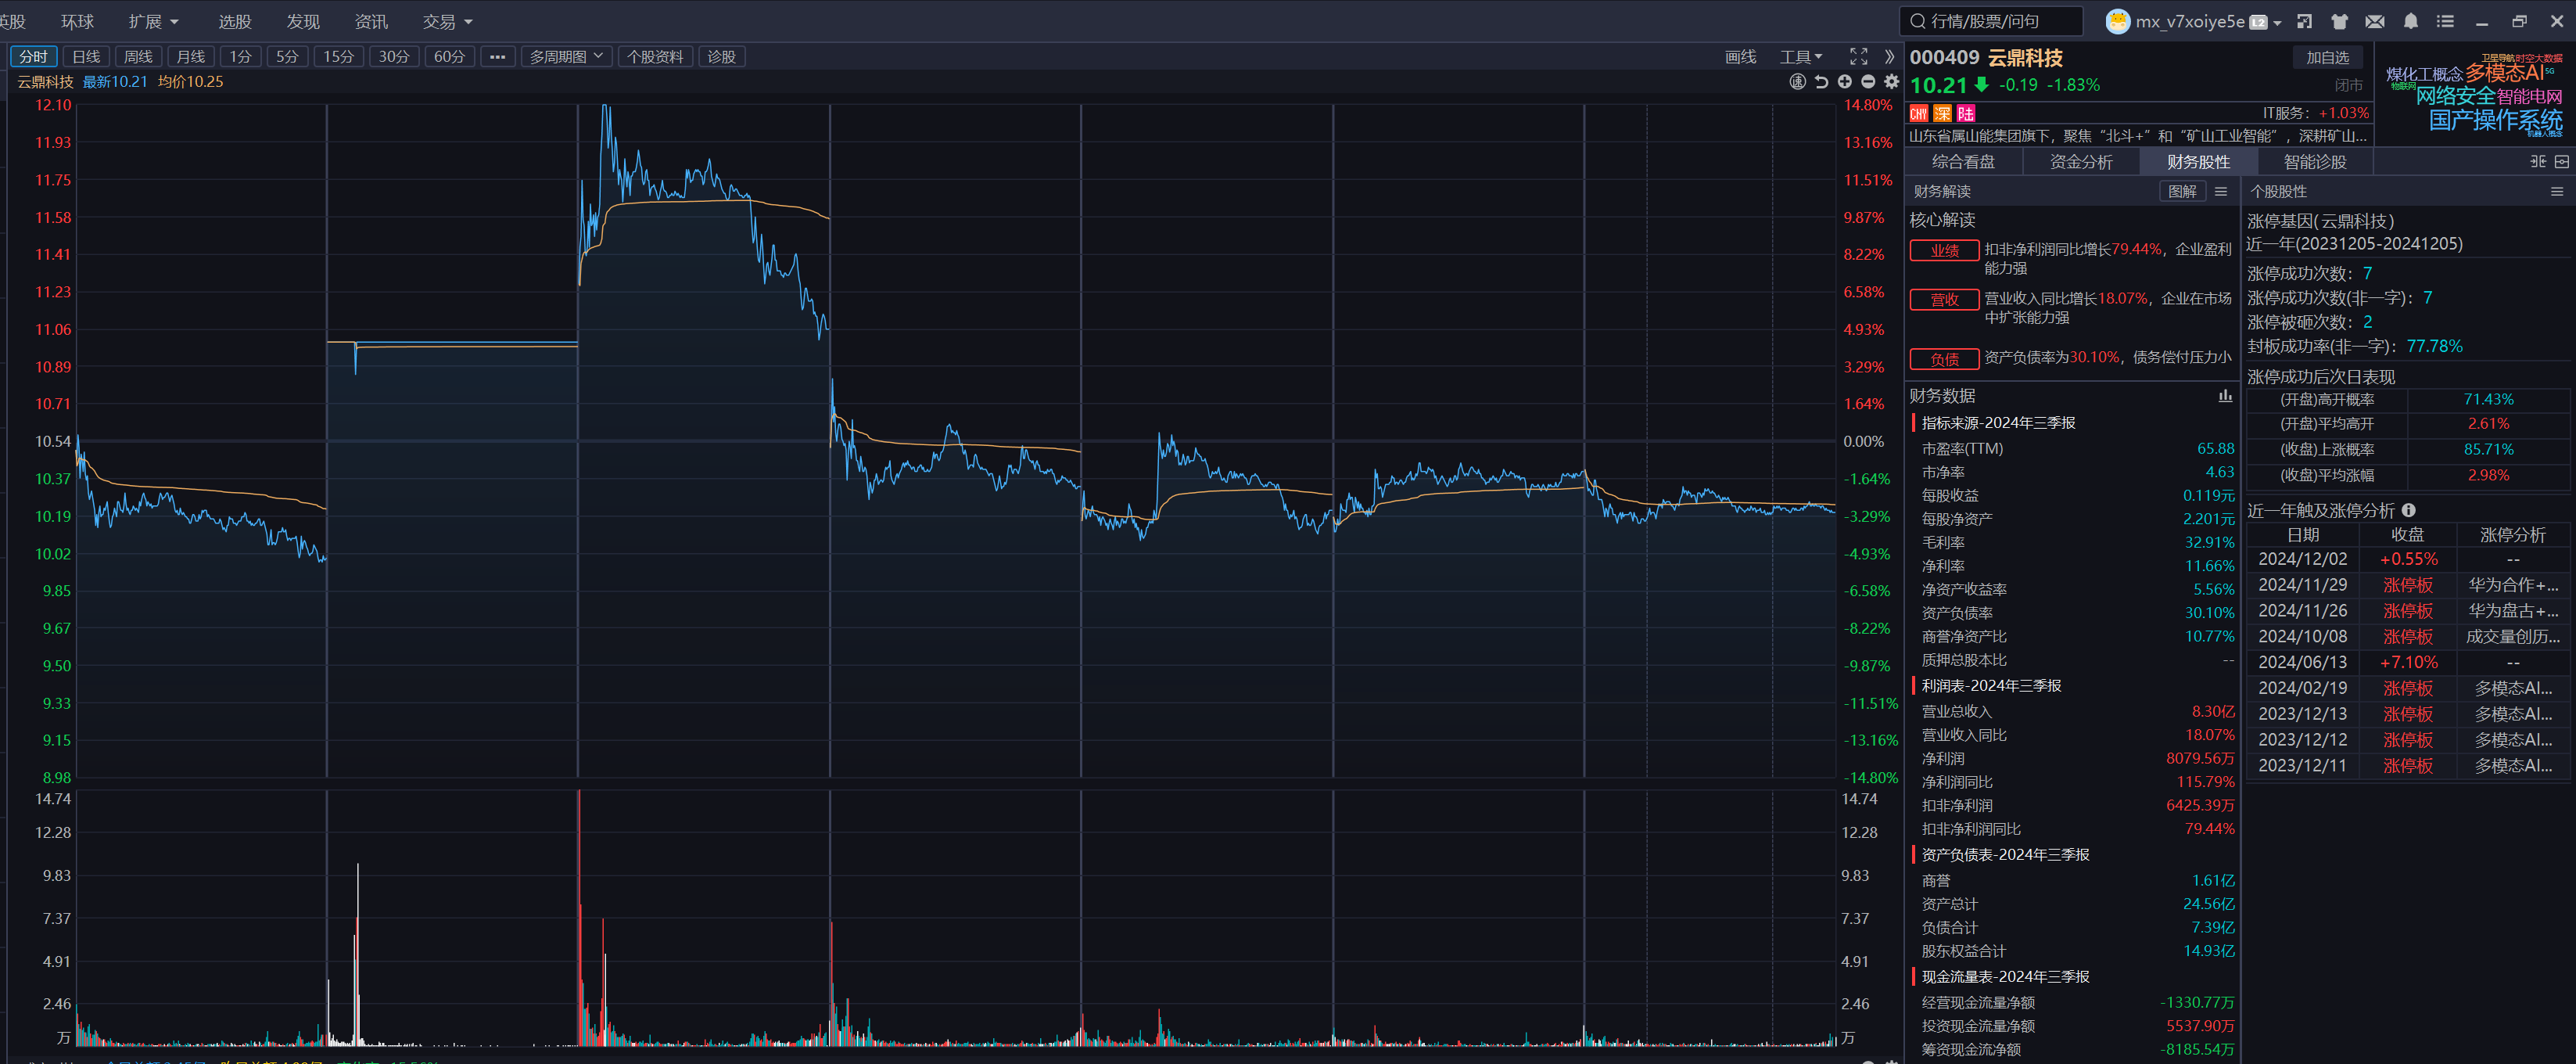 英股 环球 扩展 选股 发现 资讯 交易 行情/股票/问句 mx_v7xoiye5e L2
分时 日线 周线 月线 1分 5分 15分 30分 60分 ••• 多周期图 个股资料 诊股 画线 工具
云鼎科技 最新10.21 均价10.25
12.10 14.80%
11.93 13.16%
11.75 11.51%
11.58 9.87%
11.41 8.22%
11.23 6.58%
11.06 4.93%
10.89 3.29%
10.71 1.64%
10.54 0.00%
10.37 -1.64%
10.19 -3.29%
10.02 -4.93%
9.85 -6.58%
9.67 -8.22%
9.50 -9.87%
9.33 -11.51%
9.15 -13.16%
8.98 -14.80%
14.74 14.74
12.28 12.28
9.83 9.83
7.37 7.37
4.91 4.91
2.46 2.46
万 万
000409 云鼎科技 加自选
10.21 -0.19 -1.83% 闭市
CNY 深 陆 IT服务: +1.03%
山东省属山能集团旗下，聚焦“北斗+”和“矿山工业智能”，深耕矿山...
卫星导航 时空大数据
煤化工概念 多模态AI 5G
物联网 网络安全 智能电网
国产操作系统
机器人概念
综合看盘 资金分析 财务股性 智能诊股
财务解读 图解
核心解读
业绩 扣非净利润同比增长79.44%，企业盈利
能力强
营收 营业收入同比增长18.07%，企业在市场
中扩张能力强
负债 资产负债率为30.10%，债务偿付压力小
财务数据
指标来源-2024年三季报
市盈率(TTM) 65.88
市净率 4.63
每股收益 0.119元
每股净资产 2.201元
毛利率 32.91%
净利率 11.66%
净资产收益率 5.56%
资产负债率 30.10%
商誉净资产比 10.77%
质押总股本比 --
利润表-2024年三季报
营业总收入 8.30亿
营业收入同比 18.07%
净利润 8079.56万
净利润同比 115.79%
扣非净利润 6425.39万
扣非净利润同比 79.44%
资产负债表-2024年三季报
商誉 1.61亿
资产总计 24.56亿
负债合计 7.39亿
股东权益合计 14.93亿
现金流量表-2024年三季报
经营现金流量净额 -1330.77万
投资现金流量净额 5537.90万
筹资现金流净额 -8185.54万
个股股性
涨停基因(云鼎科技)
近一年(20231205-20241205)
涨停成功次数: 7
涨停成功次数(非一字): 7
涨停被砸次数: 2
封板成功率(非一字): 77.78%
涨停成功后次日表现
(开盘)高开概率 71.43%
(开盘)平均高开 2.61%
(收盘)上涨概率 85.71%
(收盘)平均涨幅 2.98%
近一年触及涨停分析
日期 收盘 涨停分析
2024/12/02 +0.55% --
2024/11/29 涨停板 华为合作+...
2024/11/26 涨停板 华为盘古+...
2024/10/08 涨停板 成交量创历...
2024/06/13 +7.10% --
2024/02/19 涨停板 多模态AI...
2023/12/13 涨停板 多模态AI...
2023/12/12 涨停板 多模态AI...
2023/12/11 涨停板 多模态AI...